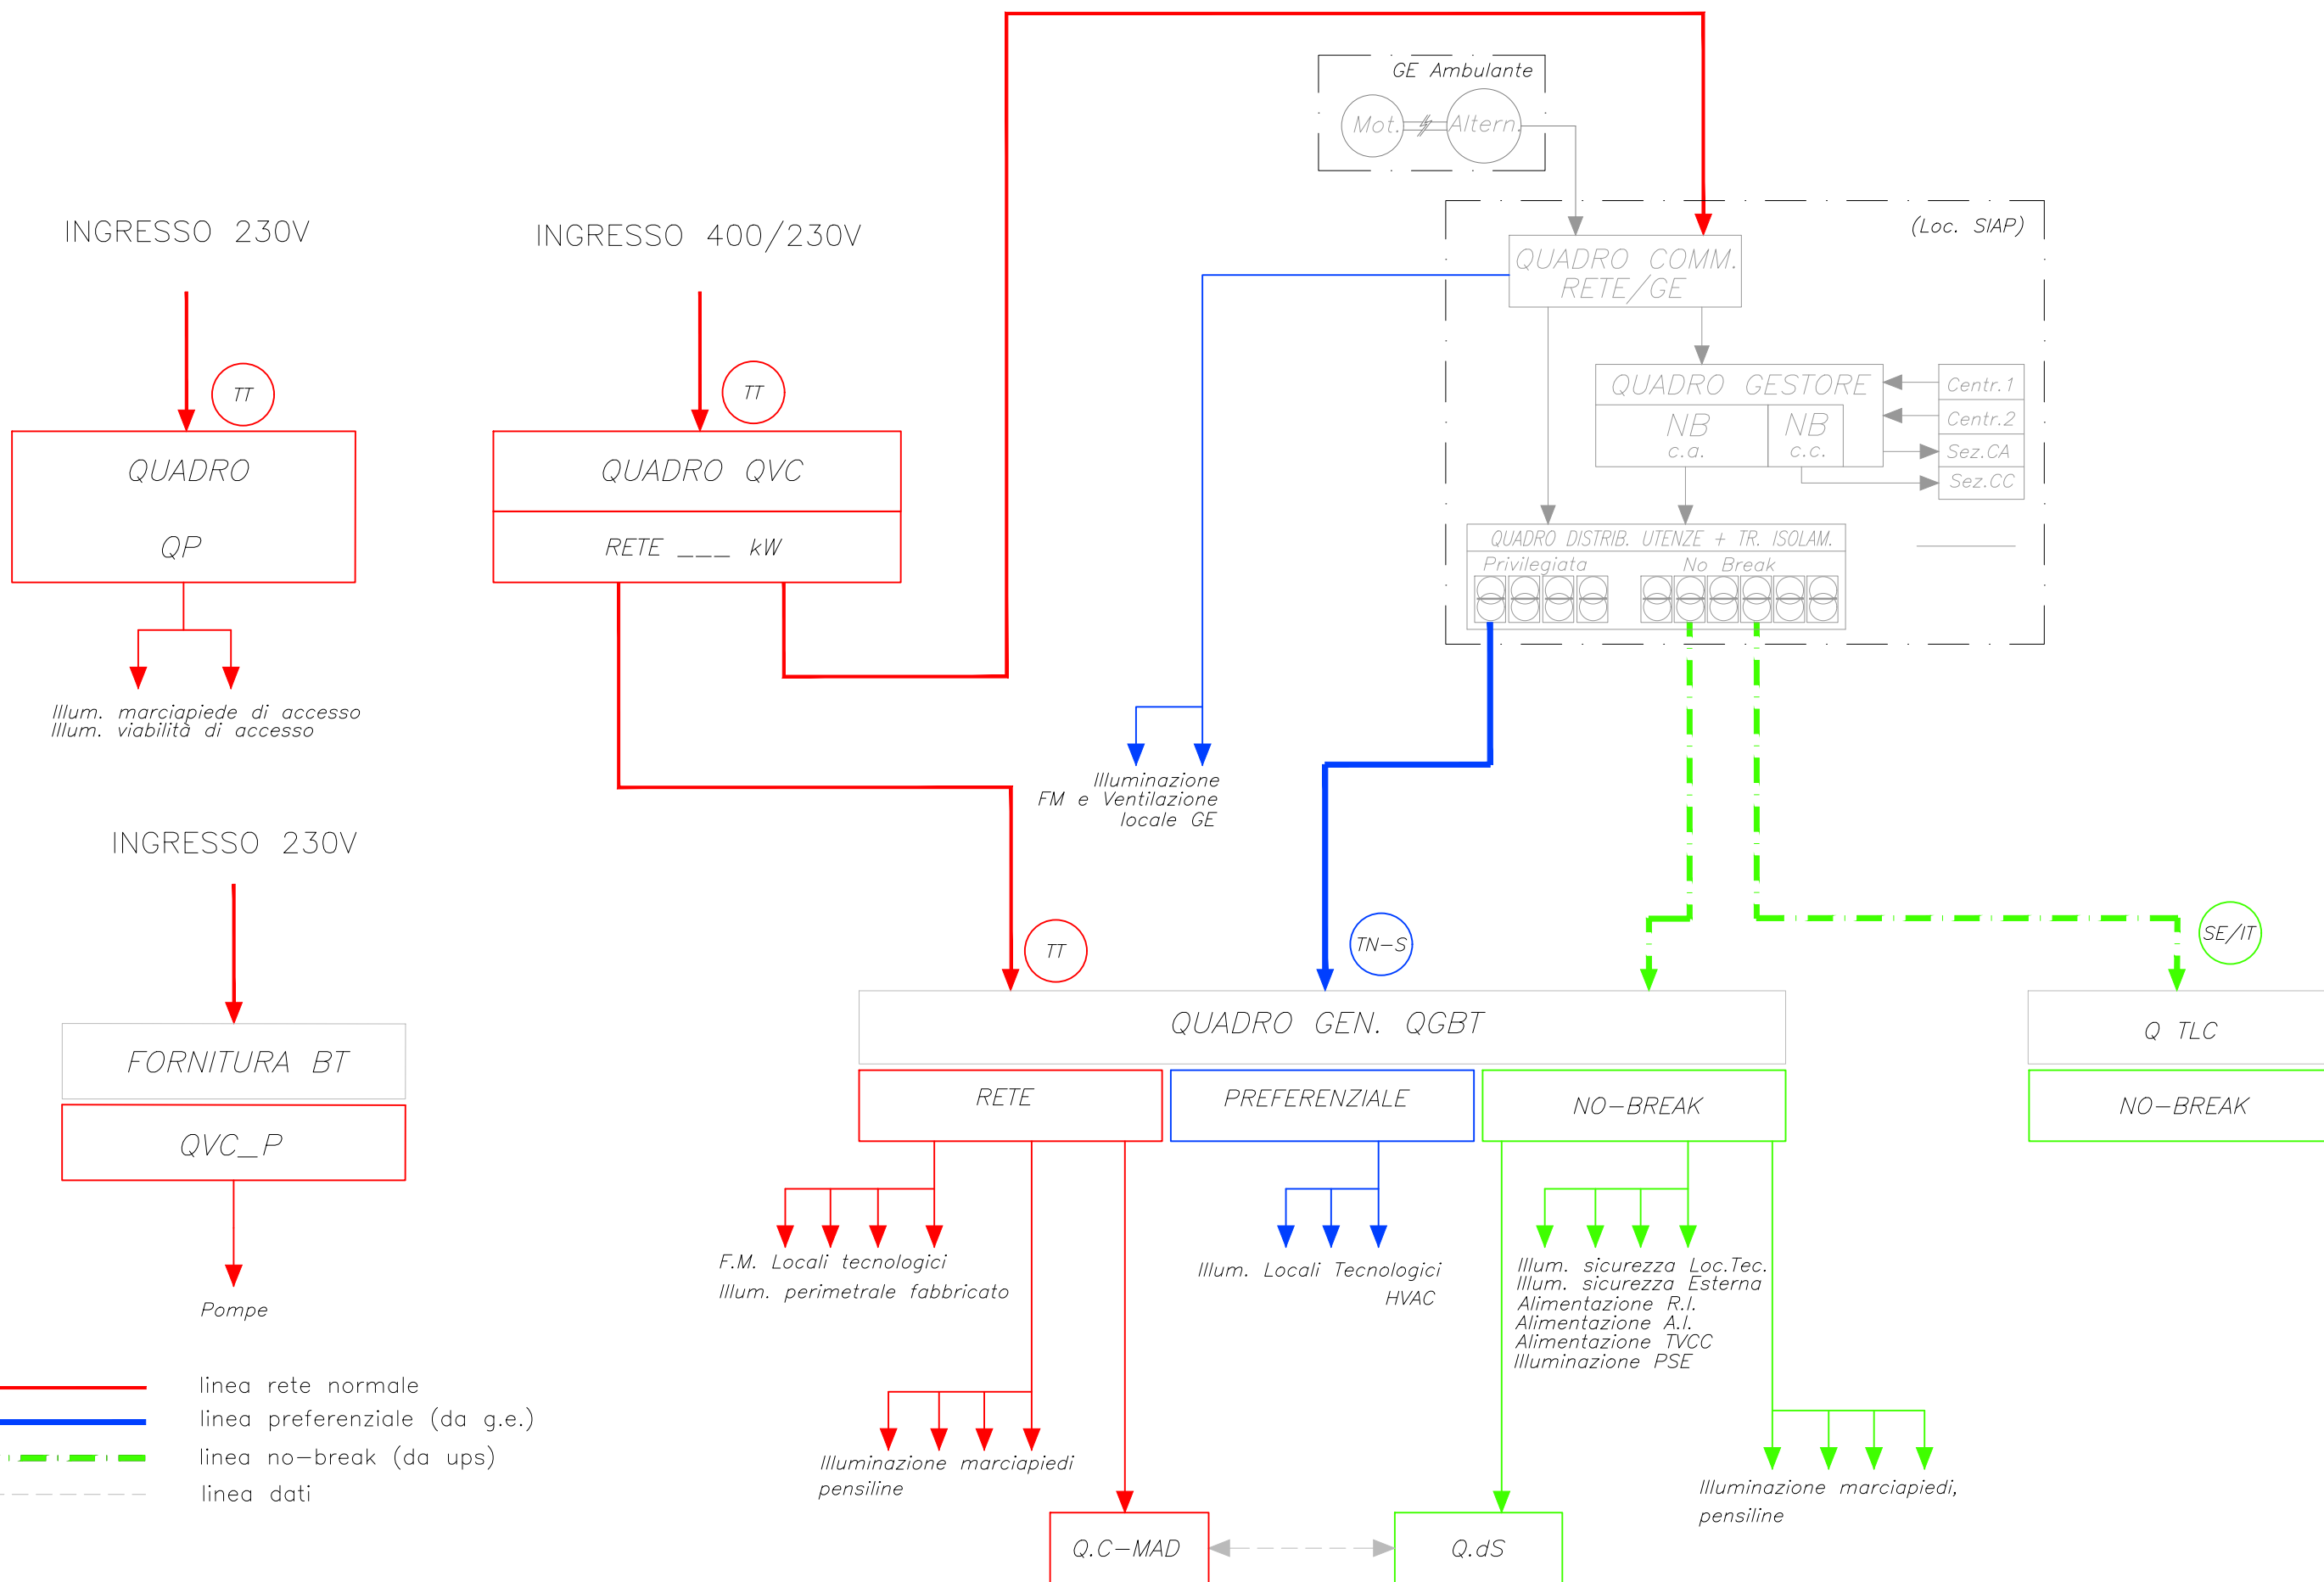 GE Ambulante
Mot.
Altern.
(Loc. SIAP)
INGRESSO 230V
INGRESSO 400/230V
QUADRO COMM.
RETE/GE
TT
TT
QUADRO GESTORE
NB
c.a.
NB
c.c.
Centr.1
Centr.2
Sez.CA
Sez.CC
QUADRO
QP
QUADRO QVC
RETE ___ kW
QUADRO DISTRIB. UTENZE + TR. ISOLAM.
Privilegiata
No Break
Illum. marciapiede di accesso
Illum. viabilità di accesso
Illuminazione
FM e Ventilazione
locale GE
INGRESSO 230V
TT
TN-S
SE/IT
FORNITURA BT
QVC_P
Pompe
QUADRO GEN. QGBT
Q TLC
RETE
PREFERENZIALE
NO-BREAK
NO-BREAK
F.M. Locali tecnologici
Illum. perimetrale fabbricato
Illum. Locali Tecnologici
HVAC
Illum. sicurezza Loc.Tec.
Illum. sicurezza Esterna
Alimentazione R.I.
Alimentazione A.I.
Alimentazione TVCC
Illuminazione PSE
linea rete normale
linea preferenziale (da g.e.)
linea no-break (da ups)
linea dati
Illuminazione marciapiedi
pensiline
Illuminazione marciapiedi,
pensiline
Q.C-MAD
Q.dS